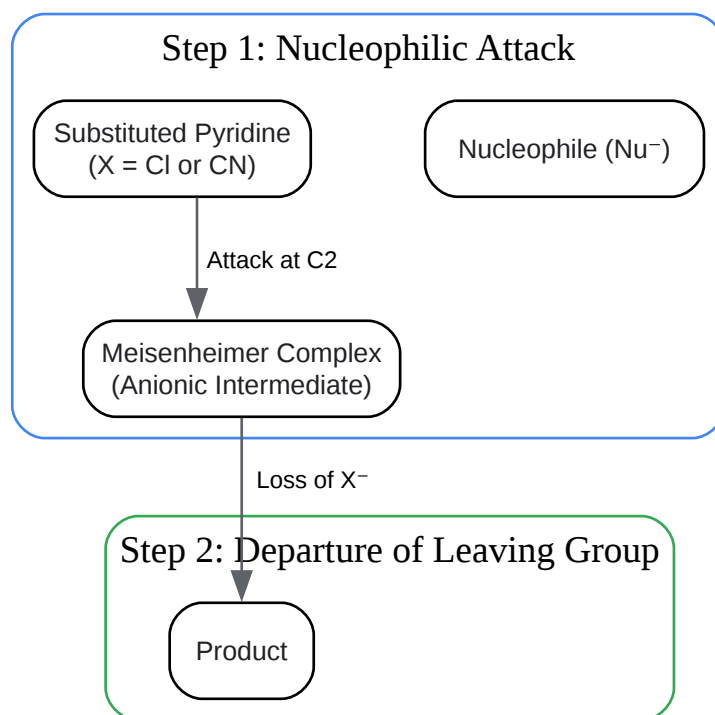 Step 1: Nucleophilic Attack
Substituted Pyridine
(X = Cl or CN)
Nucleophile (Nu⁻)
Attack at C2
Meisenheimer Complex
(Anionic Intermediate)
Loss of X⁻
Step 2: Departure of Leaving Group
Product